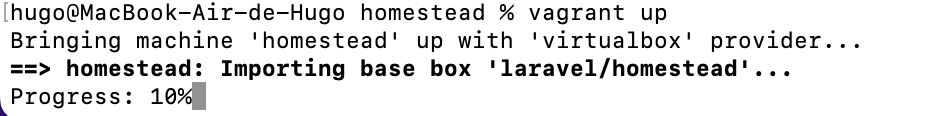 [hugo@MacBook-Air-de-Hugo homestead % vagrant up
Bringing machine 'homestead' up with 'virtualbox' provider...
==> homestead: Importing base box 'laravel/homestead'...
Progress: 10%